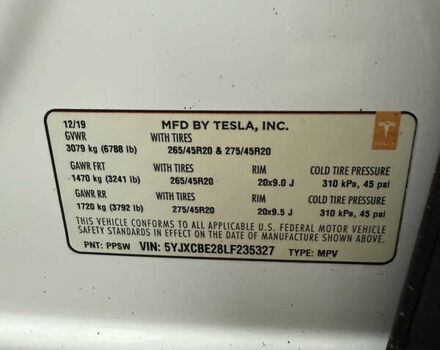 12/19 MFD BY TESLA, INC.
GVWR WITH TIRES
3079 kg (6788 lb) 265/45R20 & 275/45R20
GAWR FRT WITH TIRES RIM COLD TIRE PRESSURE
1470 kg (3241 lb) 265/45R20 20x9.0 J 310 kPa, 45 psi
GAWR RR WITH TIRES RIM COLD TIRE PRESSURE
1720 kg (3792 lb) 275/45R20 20x9.5 J 310 kPa, 45 psi
THIS VEHICLE CONFORMS TO ALL APPLICABLE U.S. FEDERAL MOTOR VEHICLE
SAFETY STANDARDS IN EFFECT ON THE DATE OF MANUFACTURE SHOWN ABOVE.
PNT: PPSW VIN: 5YJXCBE28LF235327 TYPE: MPV
TESLA